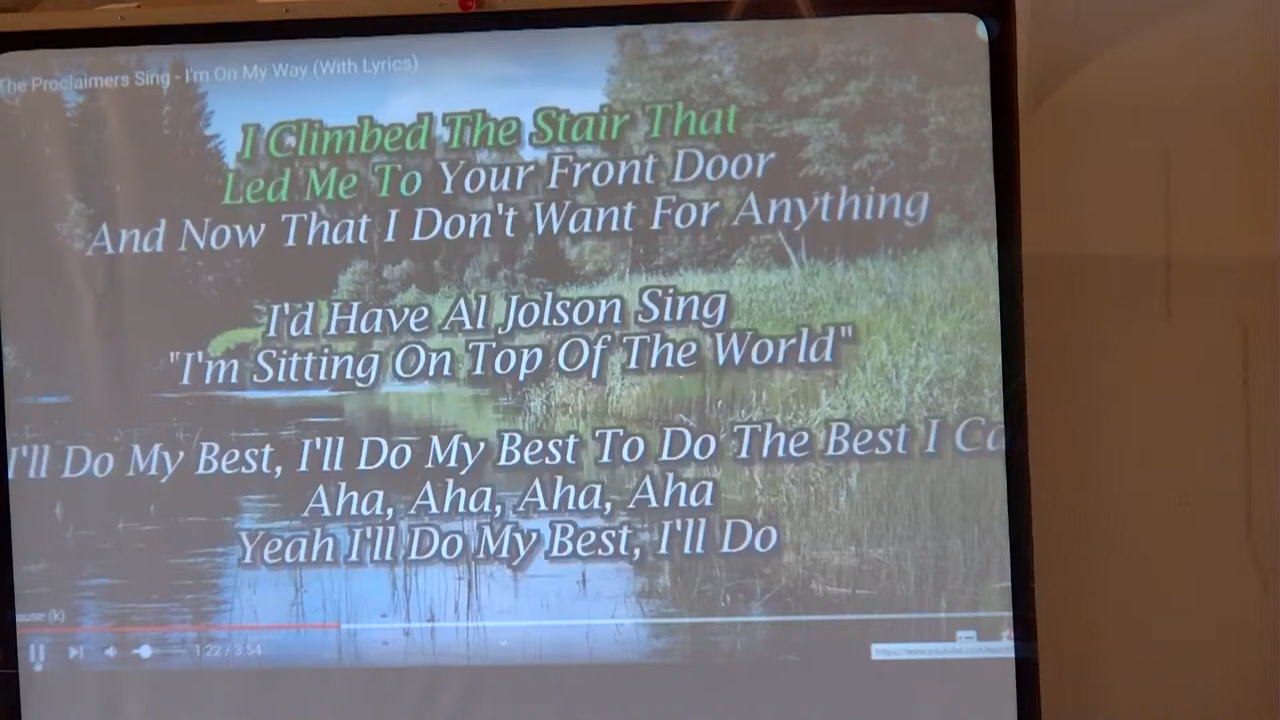 The Proclaimers Sing - I'm On My Way (With Lyrics)
I Climbed The Stair That
Led Me To Your Front Door
And Now That I Don't Want For Anything
I'd Have Al Jolson Sing
"I'm Sitting On Top Of The World"
I'll Do My Best, I'll Do My Best To Do The Best I Ca
Aha, Aha, Aha, Aha
Yeah I'll Do My Best, I'll Do
ause (k)
1:22 / 3:54